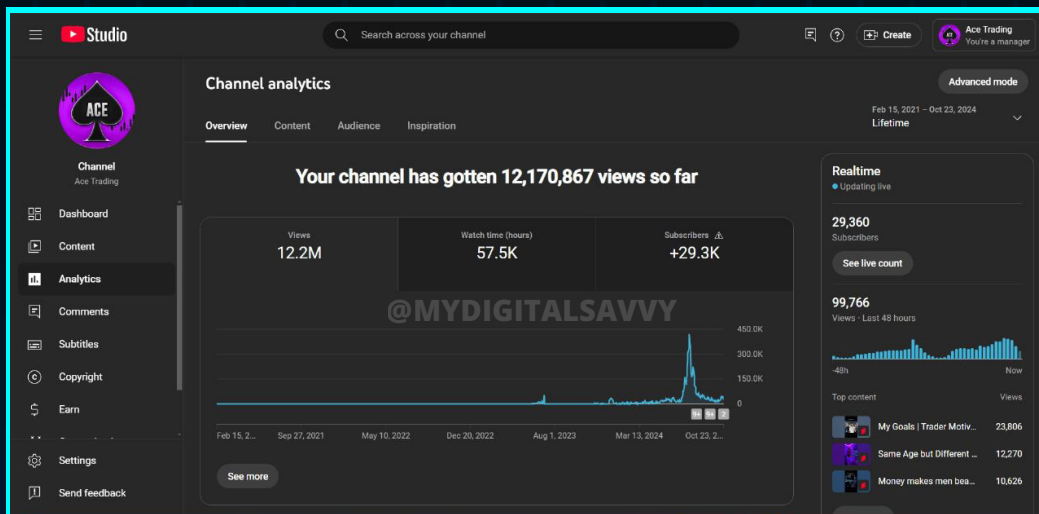 Studio
Search across your channel
Create
Ace Trading
You're a manager
ACE
Channel
Ace Trading
Dashboard
Content
Analytics
Comments
Subtitles
Copyright
Earn
Settings
Send feedback
Channel analytics
Advanced mode
Overview
Content
Audience
Inspiration
Feb 15, 2021 – Oct 23, 2024
Lifetime
Your channel has gotten 12,170,867 views so far
Views
12.2M
Watch time (hours)
57.5K
Subscribers
+29.3K
@MYDIGITALSAVVY
450.0K
300.0K
150.0K
0
9+ 9+ 2
Feb 15, 2... Sep 27, 2021 May 10, 2022 Dec 20, 2022 Aug 1, 2023 Mar 13, 2024 Oct 23, 2...
See more
Realtime
Updating live
29,360
Subscribers
See live count
99,766
Views · Last 48 hours
-48h Now
Top content Views
My Goals | Trader Motiv... 23,806
Same Age but Different ... 12,270
Money makes men bea... 10,626